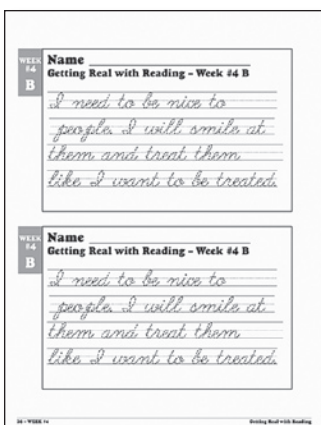 WEEK
#4
B
Name
Getting Real with Reading – Week #4 B
I need to be nice to
people. I will smile at
them and treat them
like I want to be treated.
WEEK
#4
B
Name
Getting Real with Reading – Week #4 B
I need to be nice to
people. I will smile at
them and treat them
like I want to be treated.
20 – WEEK #4
Getting Real with Reading